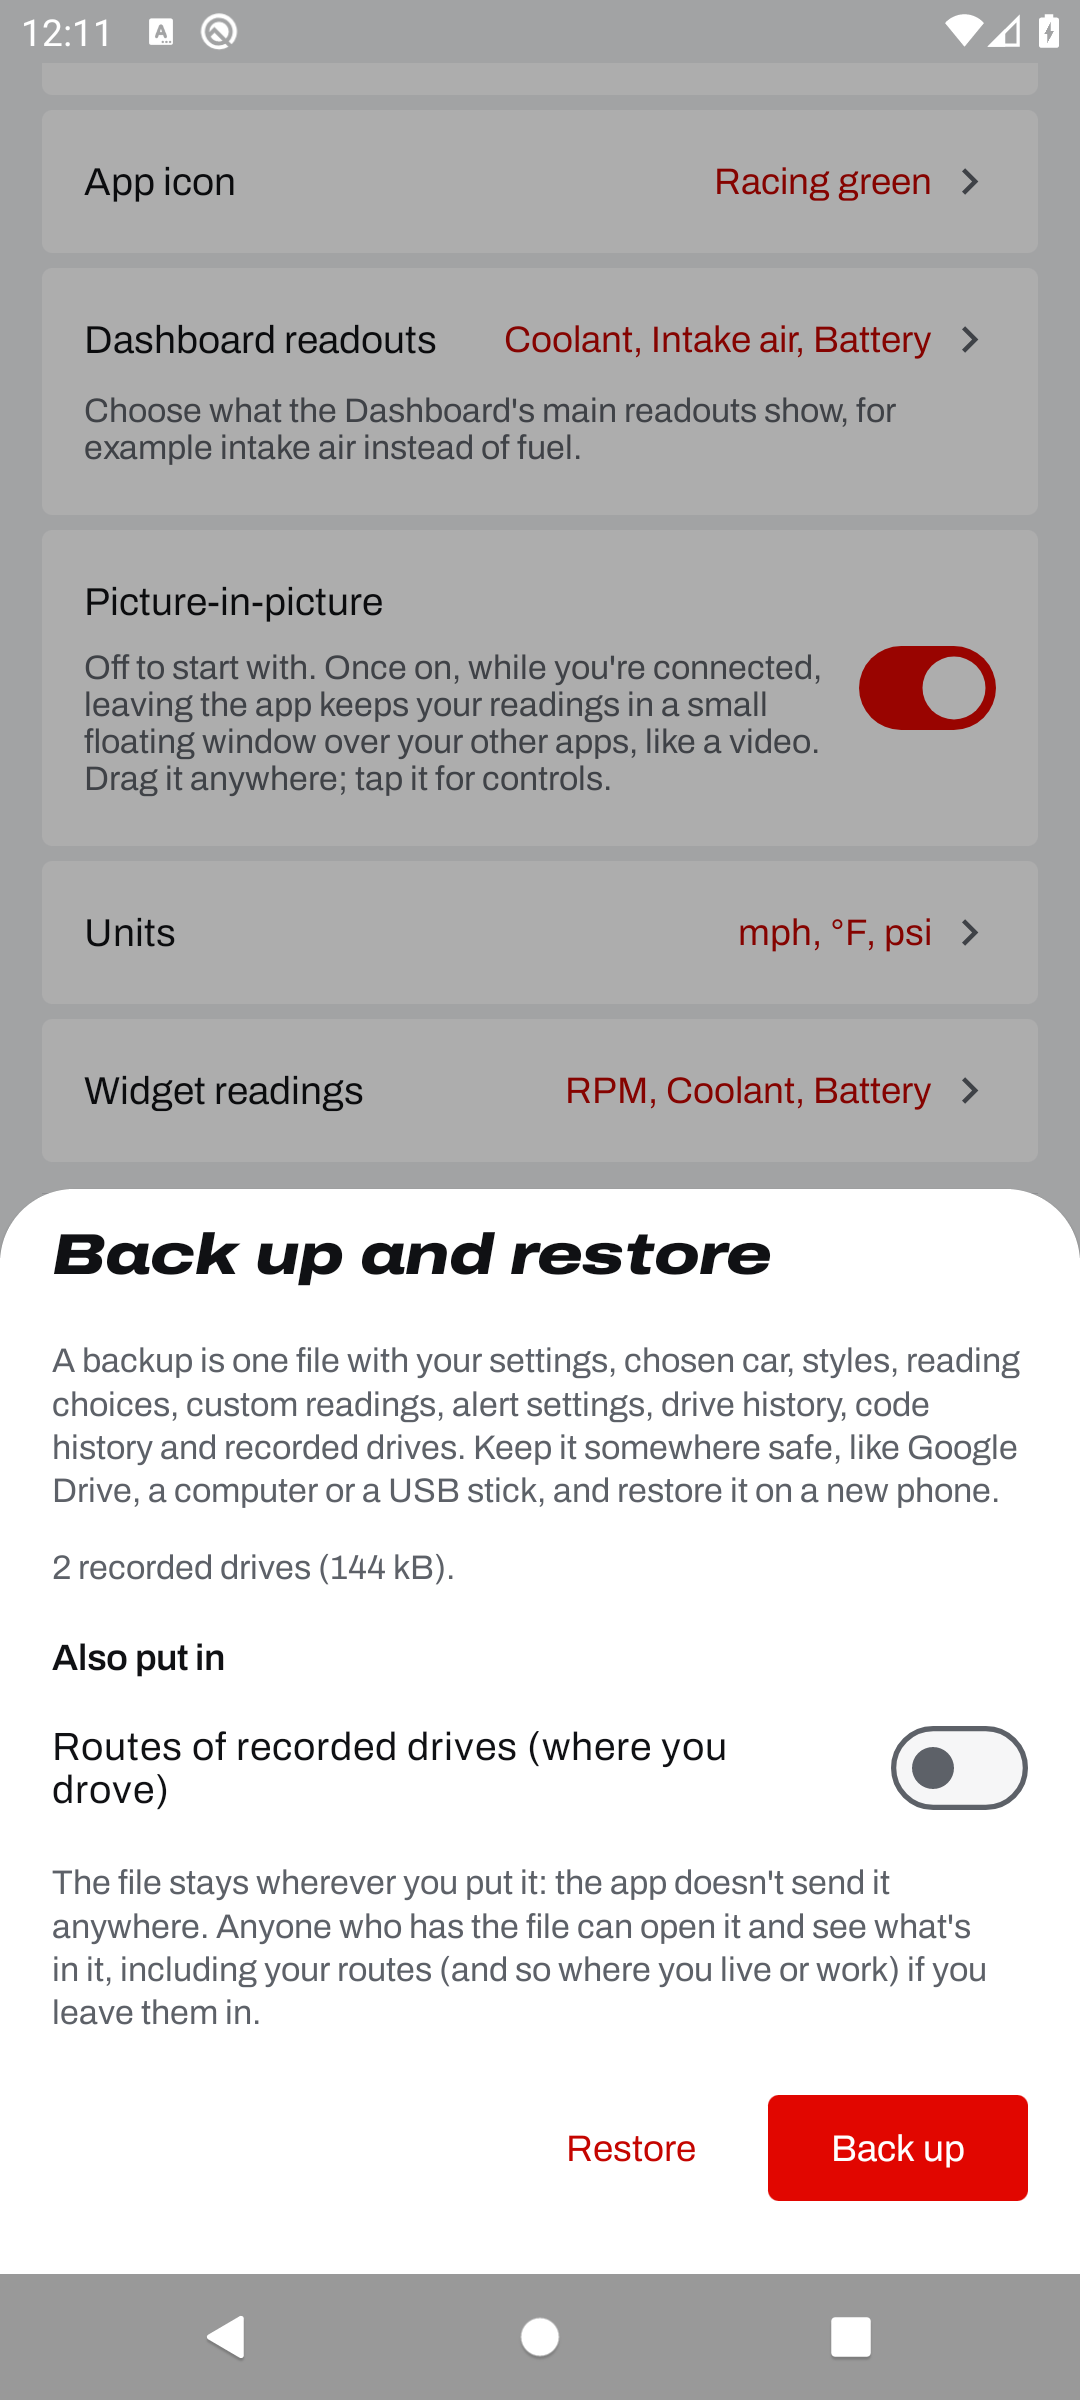 12:11
App icon
Racing green
Dashboard readouts
Coolant, Intake air, Battery
Choose what the Dashboard's main readouts show, for
example intake air instead of fuel.
Picture-in-picture
Off to start with. Once on, while you're connected,
leaving the app keeps your readings in a small
floating window over your other apps, like a video.
Drag it anywhere; tap it for controls.
Units
mph, °F, psi
Widget readings
RPM, Coolant, Battery
Back up and restore
A backup is one file with your settings, chosen car, styles, reading
choices, custom readings, alert settings, drive history, code
history and recorded drives. Keep it somewhere safe, like Google
Drive, a computer or a USB stick, and restore it on a new phone.
2 recorded drives (144 kB).
Also put in
Routes of recorded drives (where you
drove)
The file stays wherever you put it: the app doesn't send it
anywhere. Anyone who has the file can open it and see what's
in it, including your routes (and so where you live or work) if you
leave them in.
Restore
Back up